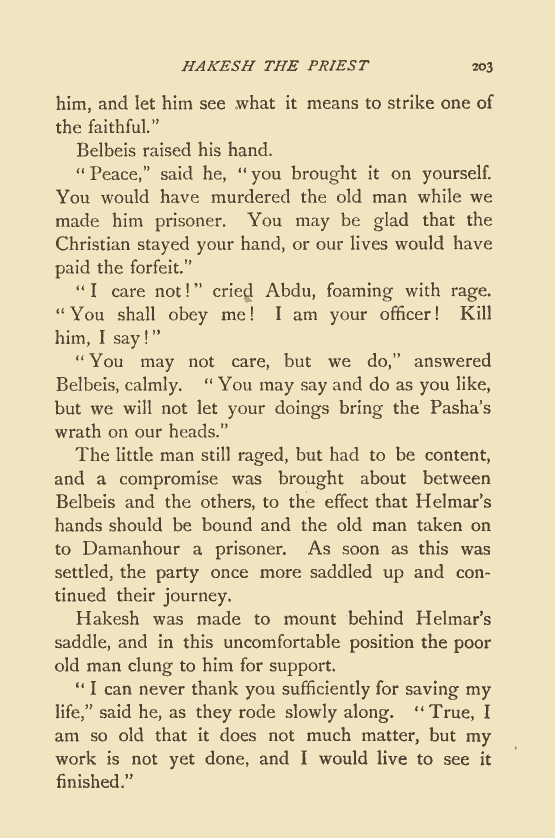 HAKESH THE PRIEST 203
him, and let him see what it means to strike one of
the faithful.”
Belbeis raised his hand.
“Peace,” said he, “you brought it on yourself.
You would have murdered the old man while we
made him prisoner. You may be glad that the
Christian stayed your hand, or our lives would have
paid the forfeit.”
“I care not!” cried Abdu, foaming with rage.
“You shall obey me! I am your officer! Kill
him, I say!”
“You may not care, but we do,” answered
Belbeis, calmly. “You may say and do as you like,
but we will not let your doings bring the Pasha’s
wrath on our heads.”
The little man still raged, but had to be content,
and a compromise was brought about between
Belbeis and the others, to the effect that Helmar’s
hands should be bound and the old man taken on
to Damanhour a prisoner. As soon as this was
settled, the party once more saddled up and con-
tinued their journey.
Hakesh was made to mount behind Helmar’s
saddle, and in this uncomfortable position the poor
old man clung to him for support.
“I can never thank you sufficiently for saving my
life,” said he, as they rode slowly along. “True, I
am so old that it does not much matter, but my
work is not yet done, and I would live to see it
finished.”